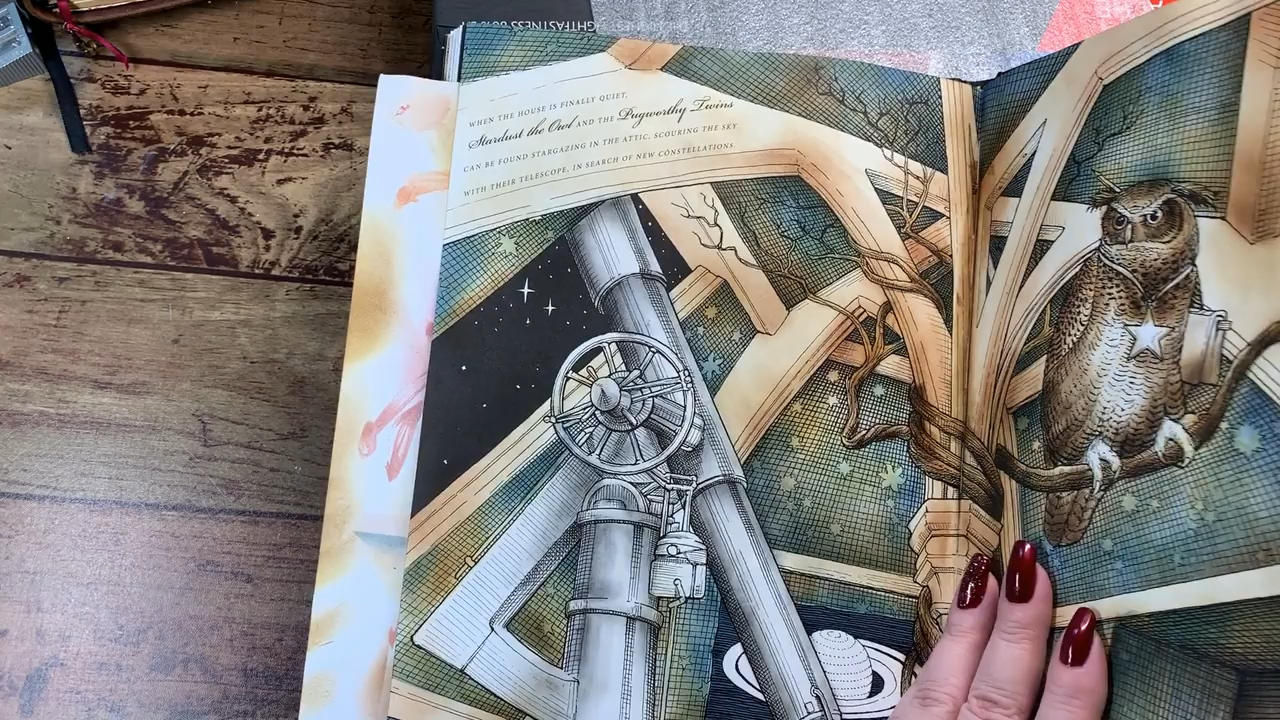 LIGHTFASTNESS
WHEN THE HOUSE IS FINALLY QUIET,
Stardust the Owl AND THE Pugworthy Twins
CAN BE FOUND STARGAZING IN THE ATTIC, SCOURING THE SKY
WITH THEIR TELESCOPE, IN SEARCH OF NEW CONSTELLATIONS.